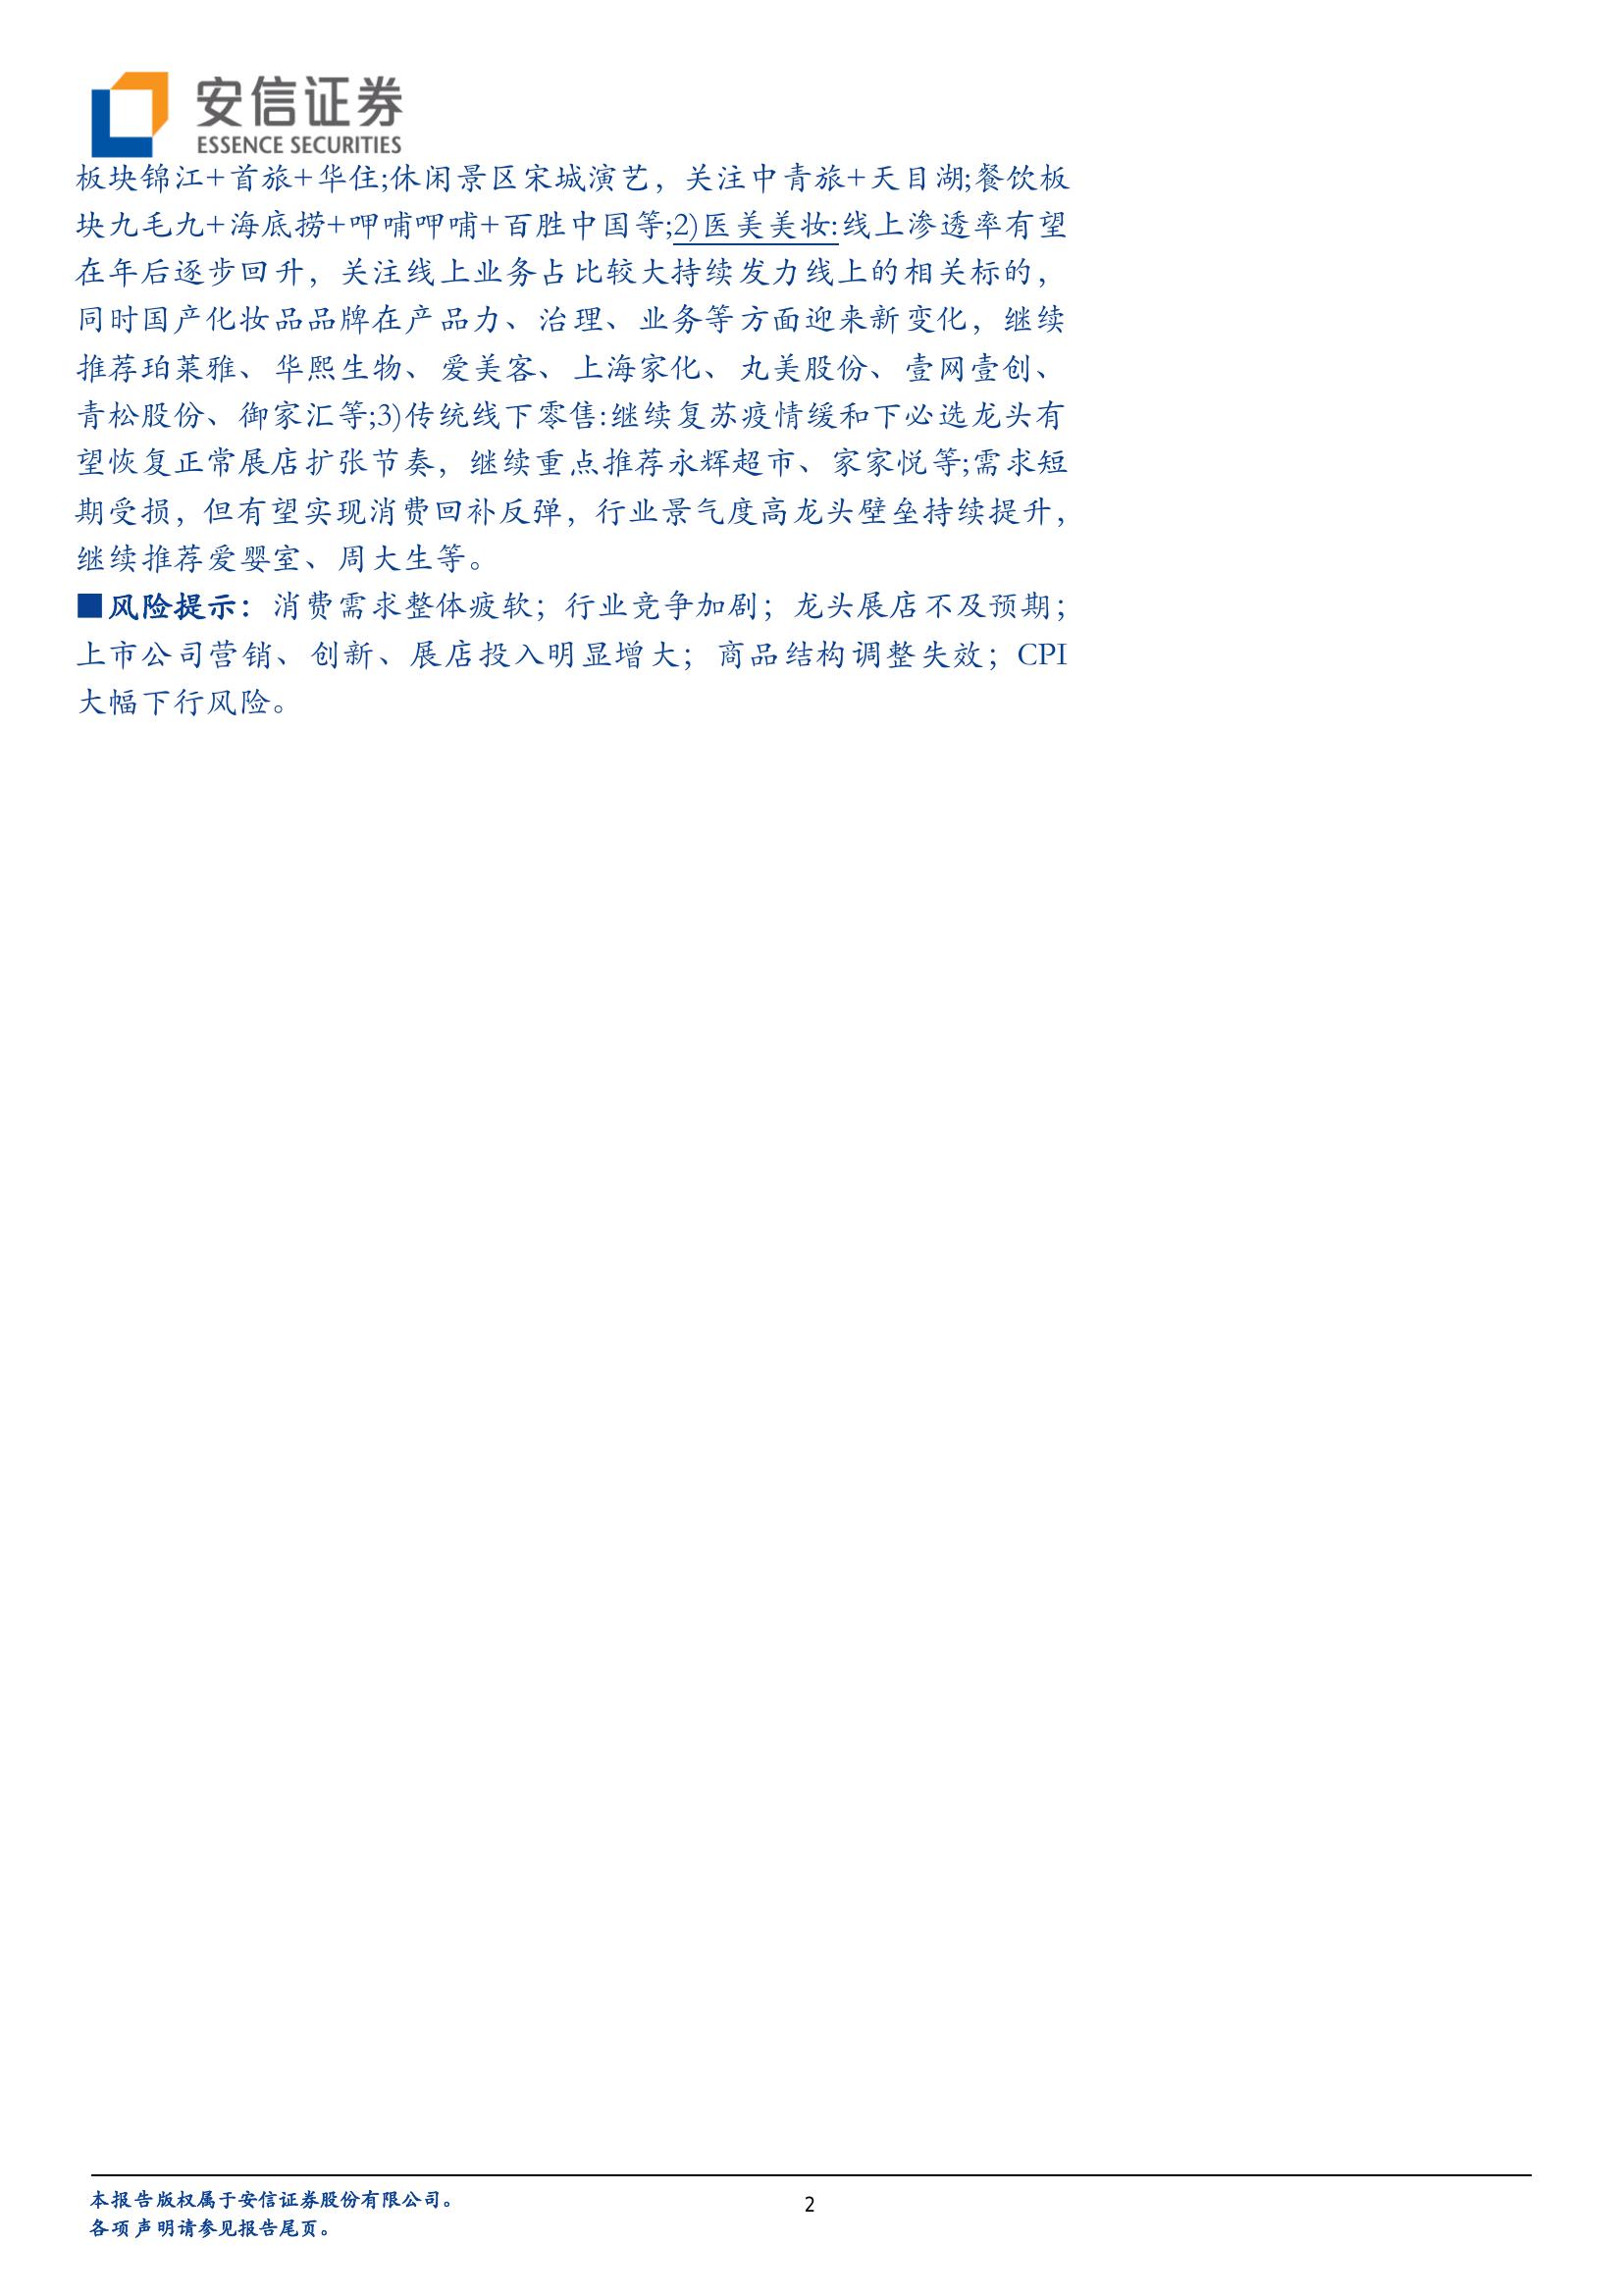 安信证券
ESSENCE SECURITIES
板块锦江+首旅+华住;休闲景区宋城演艺，关注中青旅+天目湖;餐饮板
块九毛九+海底捞+呷哺呷哺+百胜中国等;2)医美美妆:线上渗透率有望
在年后逐步回升，关注线上业务占比较大持续发力线上的相关标的，
同时国产化妆品品牌在产品力、治理、业务等方面迎来新变化，继续
推荐珀莱雅、华熙生物、爱美客、上海家化、丸美股份、壹网壹创、
青松股份、御家汇等;3)传统线下零售:继续复苏疫情缓和下必选龙头有
望恢复正常展店扩张节奏，继续重点推荐永辉超市、家家悦等;需求短
期受损，但有望实现消费回补反弹，行业景气度高龙头壁垒持续提升，
继续推荐爱婴室、周大生等。
■风险提示：消费需求整体疲软；行业竞争加剧；龙头展店不及预期；
上市公司营销、创新、展店投入明显增大；商品结构调整失效；CPI
大幅下行风险。
本报告版权属于安信证券股份有限公司。
各项声明请参见报告尾页。
2